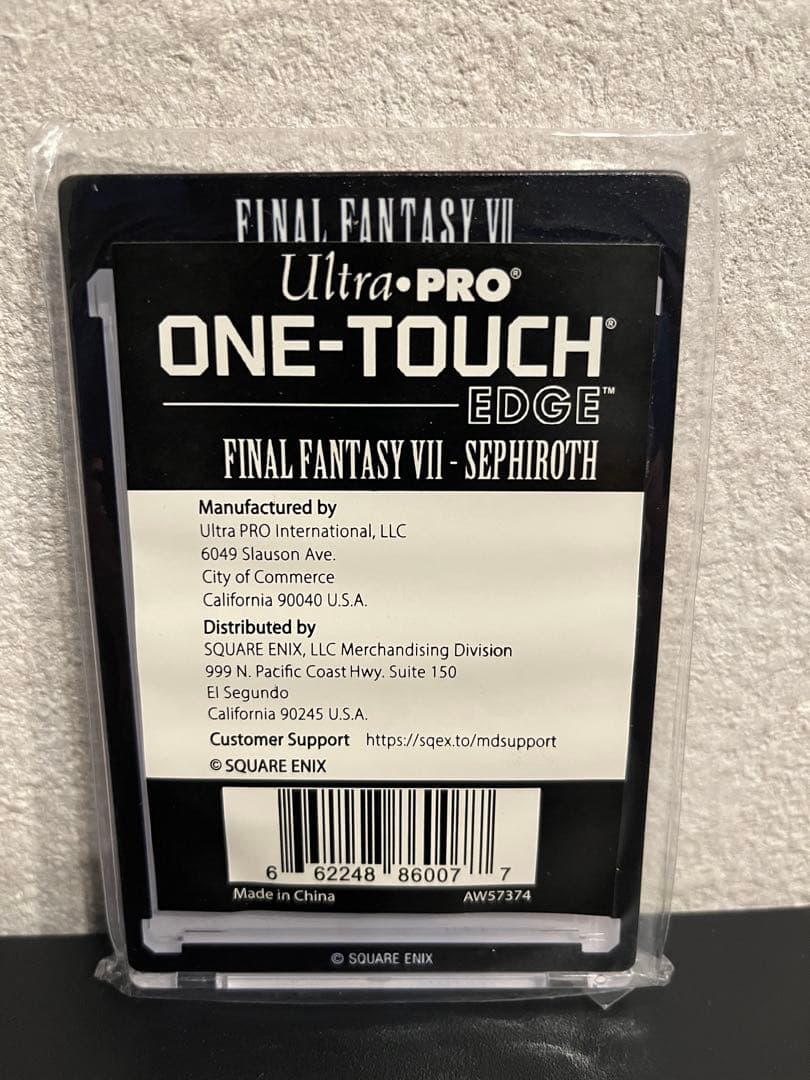 FINAL FANTASY VII
Ultra•PRO®
ONE-TOUCH®
EDGE™
FINAL FANTASY VII - SEPHIROTH
Manufactured by
Ultra PRO International, LLC
6049 Slauson Ave.
City of Commerce
California 90040 U.S.A.
Distributed by
SQUARE ENIX, LLC Merchandising Division
999 N. Pacific Coast Hwy. Suite 150
El Segundo
California 90245 U.S.A.
Customer Support https://sqex.to/mdsupport
© SQUARE ENIX
6 62248 86007 7
Made in China AW57374
© SQUARE ENIX